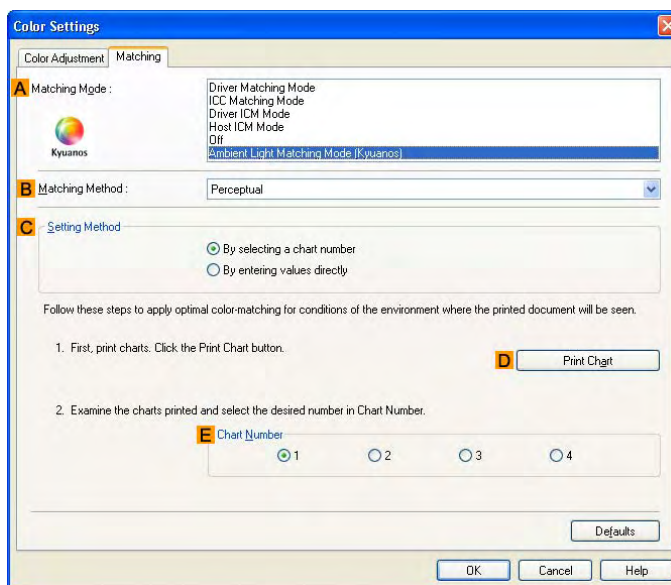 Color Settings
Color Adjustment Matching
A Matching Mode :
Driver Matching Mode
ICC Matching Mode
Driver ICM Mode
Host ICM Mode
Off
Ambient Light Matching Mode (Kyuanos)
Kyuanos
B Matching Method : Perceptual
C Setting Method
By selecting a chart number
By entering values directly
Follow these steps to apply optimal color-matching for conditions of the environment where the printed document will be seen.
1. First, print charts. Click the Print Chart button.
D Print Chart
2. Examine the charts printed and select the desired number in Chart Number.
E Chart Number
1 2 3 4
Defaults
OK Cancel Help